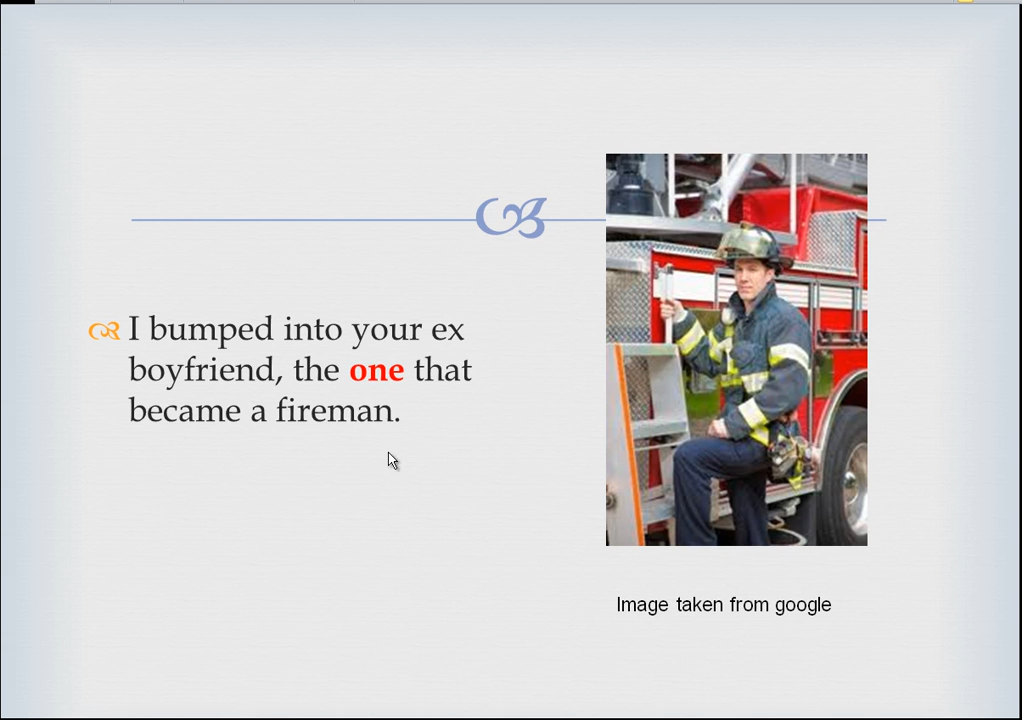 I bumped into your ex
boyfriend, the one that
became a fireman.
Image taken from google